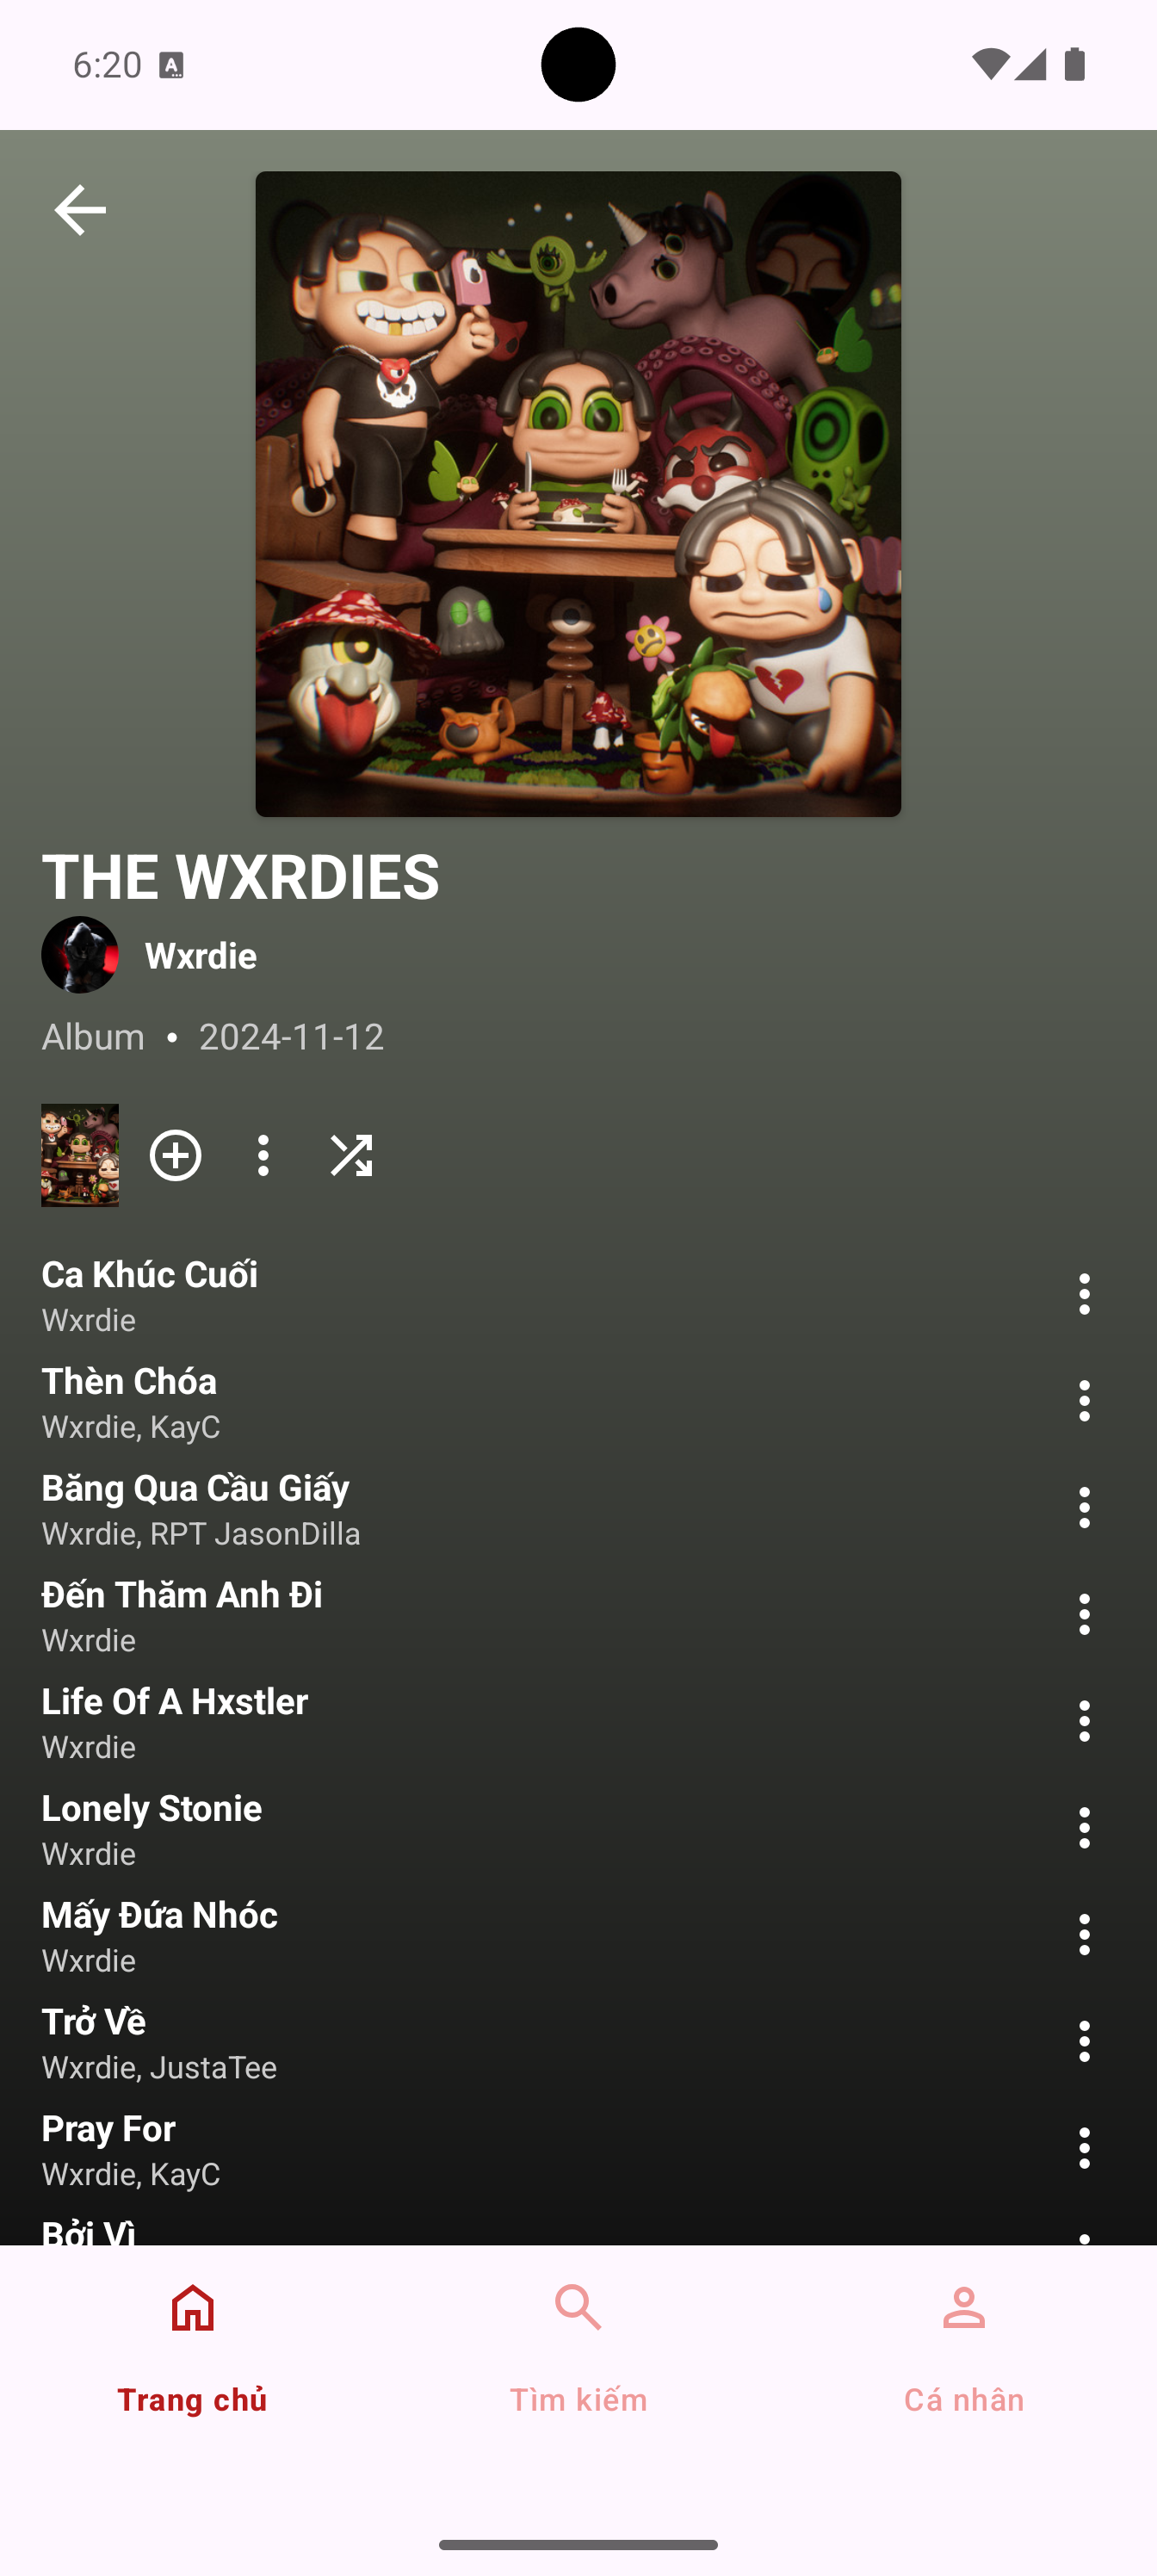 6:20
THE WXRDIES
Wxrdie
Album • 2024-11-12
Ca Khúc Cuối
Wxrdie
Thèn Chóa
Wxrdie, KayC
Băng Qua Cầu Giấy
Wxrdie, RPT JasonDilla
Đến Thăm Anh Đi
Wxrdie
Life Of A Hxstler
Wxrdie
Lonely Stonie
Wxrdie
Mấy Đứa Nhóc
Wxrdie
Trở Về
Wxrdie, JustaTee
Pray For
Wxrdie, KayC
Bởi Vì
Trang chủ
Tìm kiếm
Cá nhân